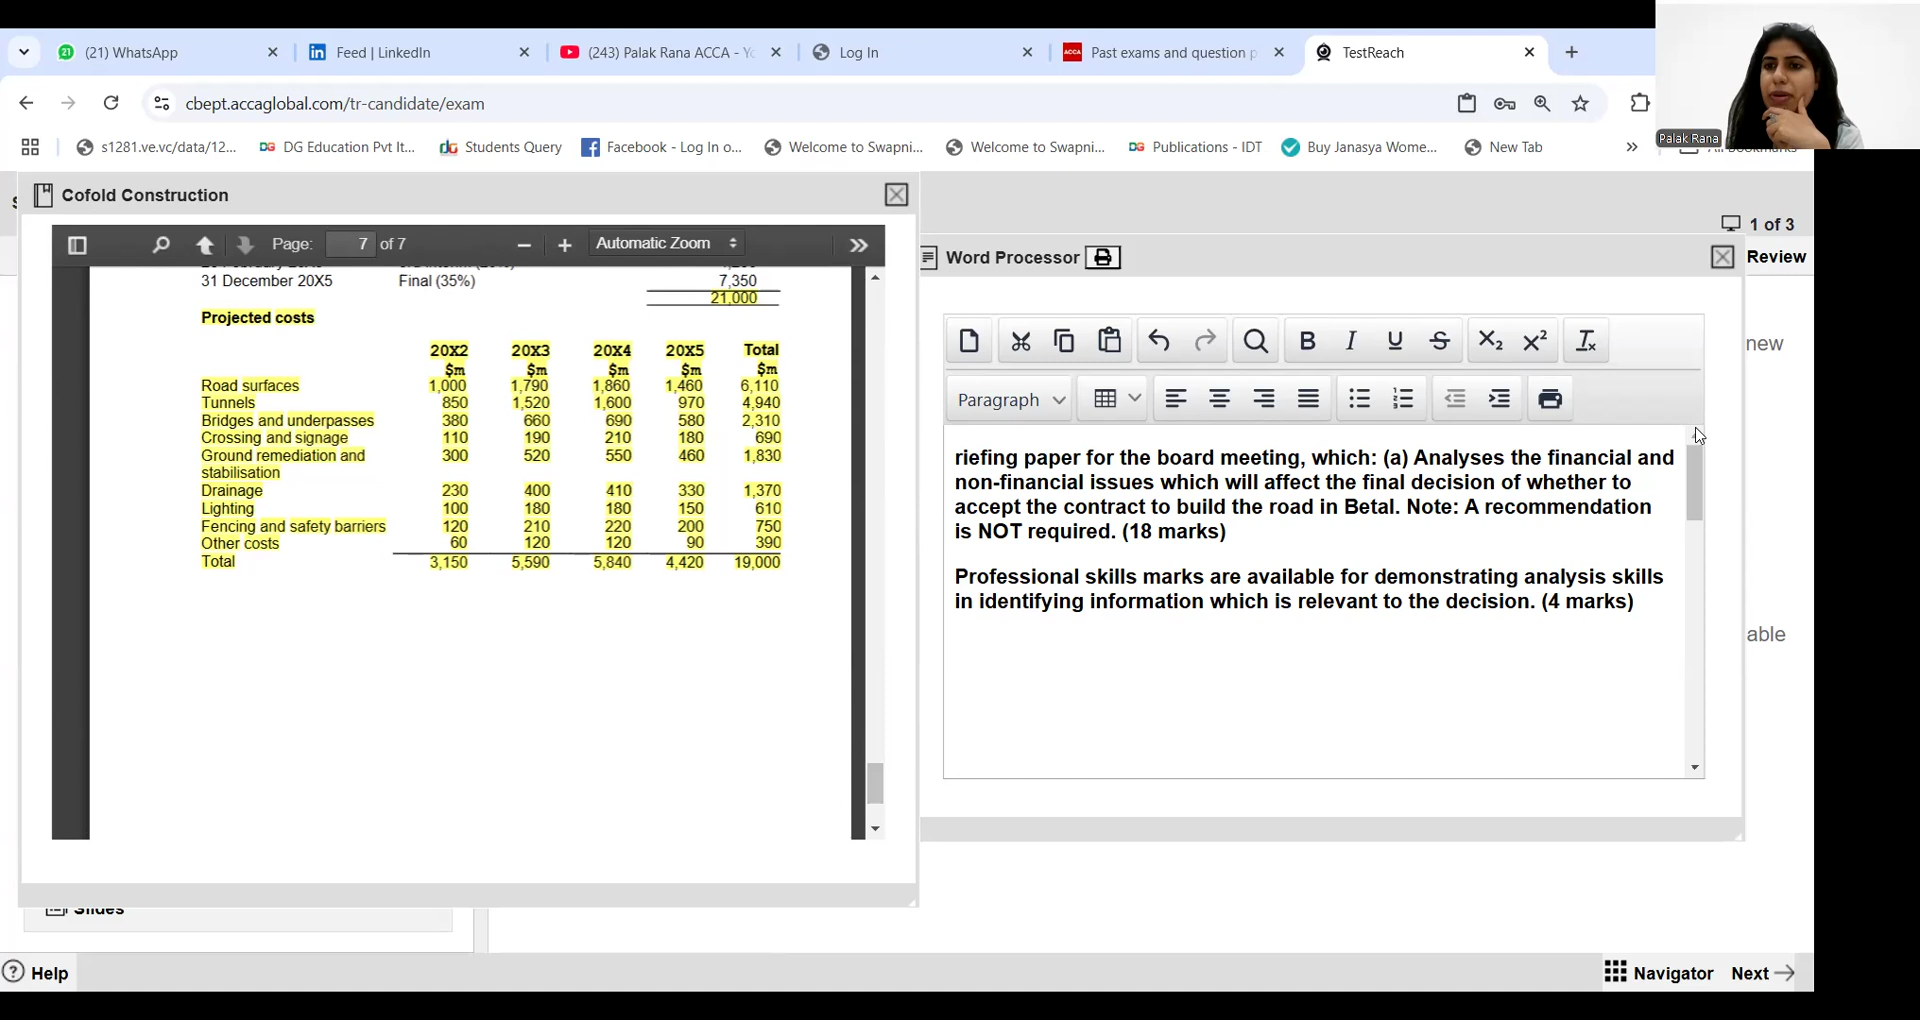 21
(21) WhatsApp
Feed | LinkedIn
(243) Palak Rana ACCA - Yo
Log In
ACCA
Past exams and question p
TestReach
cbept.accaglobal.com/tr-candidate/exam
Palak Rana
s1281.ve.vc/data/12...
DG DG Education Pvt It...
dg Students Query
Facebook - Log In o...
Welcome to Swapni...
Welcome to Swapni...
DG Publications - IDT
Buy Janasya Wome...
New Tab
All Bookmarks
Cofold Construction
Page: 7 of 7
Automatic Zoom
31 December 20X5 Final (35%) 7,350
21,000
Projected costs
20X2 20X3 20X4 20X5 Total
$m $m $m $m $m
Road surfaces 1,000 1,790 1,860 1,460 6,110
Tunnels 850 1,520 1,600 970 4,940
Bridges and underpasses 380 660 690 580 2,310
Crossing and signage 110 190 210 180 690
Ground remediation and 300 520 550 460 1,830
stabilisation
Drainage 230 400 410 330 1,370
Lighting 100 180 180 150 610
Fencing and safety barriers 120 210 220 200 750
Other costs 60 120 120 90 390
Total 3,150 5,590 5,840 4,420 19,000
Slides
1 of 3
Word Processor
Review
B I U S X₂ X² Tx
Paragraph
new
riefing paper for the board meeting, which: (a) Analyses the financial and
non-financial issues which will affect the final decision of whether to
accept the contract to build the road in Betal. Note: A recommendation
is NOT required. (18 marks)
Professional skills marks are available for demonstrating analysis skills
in identifying information which is relevant to the decision. (4 marks)
able
Help
Navigator
Next